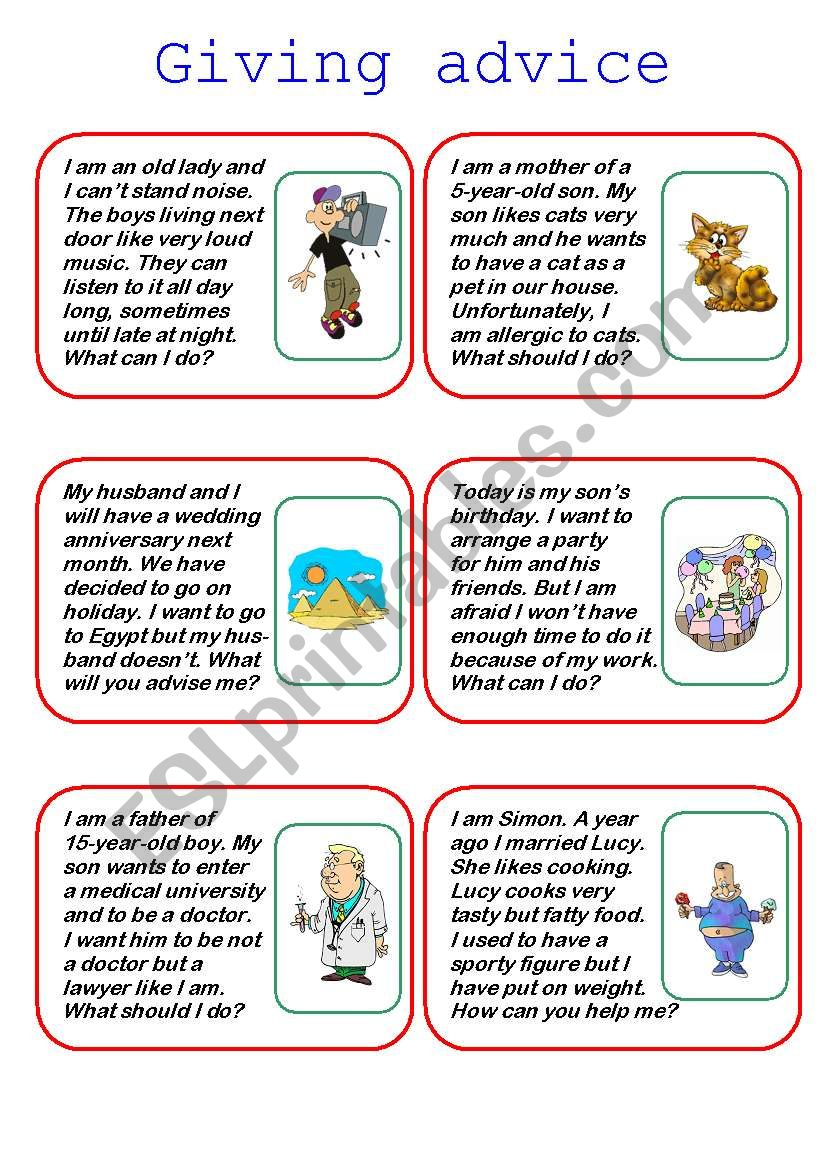 Giving advice
I am an old lady and
I can't stand noise.
The boys living next
door like very loud
music. They can
listen to it all day
long, sometimes
until late at night.
What can I do?
I am a mother of a
5-year-old son. My
son likes cats very
much and he wants
to have a cat as a
pet in our house.
Unfortunately, I
am allergic to cats.
What should I do?
My husband and I
will have a wedding
anniversary next
month. We have
decided to go on
holiday. I want to go
to Egypt but my hus-
band doesn't. What
will you advise me?
Today is my son's
birthday. I want to
arrange a party
for him and his
friends. But I am
afraid I won't have
enough time to do it
because of my work.
What can I do?
I am a father of
15-year-old boy. My
son wants to enter
a medical university
and to be a doctor.
I want him to be not
a doctor but a
lawyer like I am.
What should I do?
I am Simon. A year
ago I married Lucy.
She likes cooking.
Lucy cooks very
tasty but fatty food.
I used to have a
sporty figure but I
have put on weight.
How can you help me?
ESLprintables.com